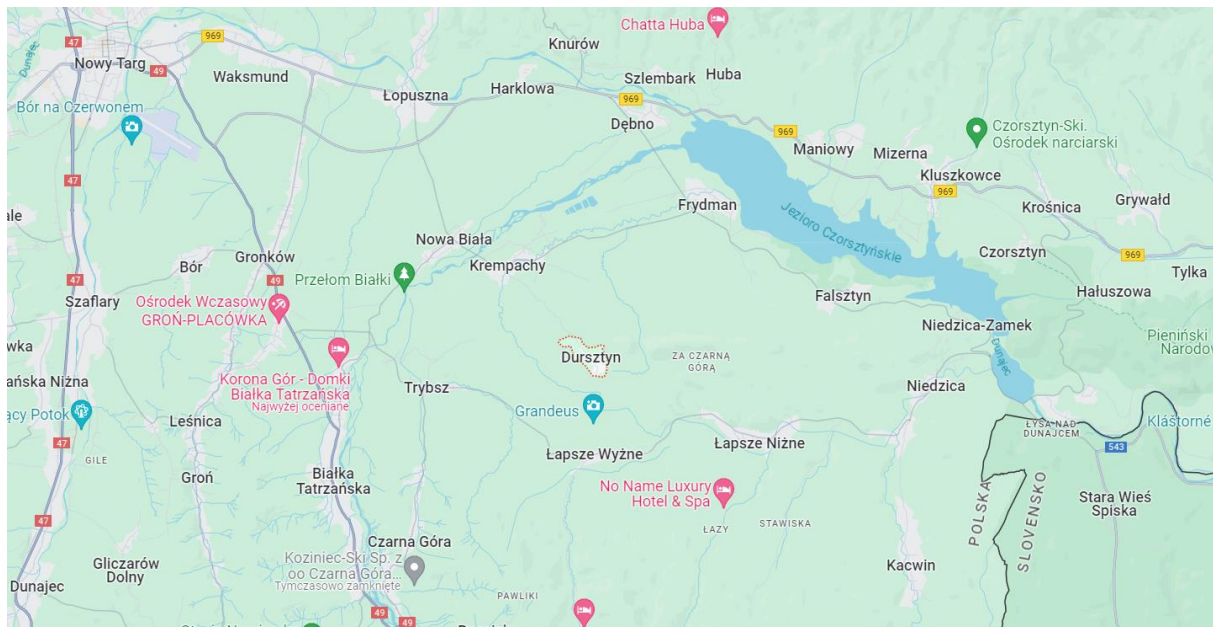 Chatta Huba
47
969
Knurów
Dunajec
Nowy Targ
49
Waksmund
Szlembark
Huba
Łopuszna
Harklowa
969
Bór na Czerwonem
Dębno
969
Czorsztyn-Ski.
Ośrodek narciarski
Maniowy
Mizerna
Kluszkowce
47
969
Frydman
Krośnica
Grywałd
ale
Jezioro Czorsztyńskie
Nowa Biała
Gronków
Czorsztyn
969
Bór
Krempachy
Tylka
47
49
Przełom Białki
Szaflary
Ośrodek Wczasowy
GROŃ-PLACÓWKA
Falsztyn
Hałuszowa
Niedzica-Zamek
Pieniński
Narodow
wka
Dursztyn
ZA CZARNĄ
GÓRĄ
Dunajec
ańska Niżna
Korona Gór - Domki
Białka Tatrzańska
Najwyżej oceniane
Trybsz
Niedzica
ący Potok
Grandeus
Leśnica
ŁYSA NAD
DUNAJCEM
Kláštorné
47
Łapsze Niżne
543
GILE
Łapsze Wyżne
Groń
Białka
Tatrzańska
No Name Luxury
Hotel & Spa
POLSKA
SLOVENSKO
Stara Wieś
Spiska
47
ŁAZY
STAWISKA
Czarna Góra
Gliczarów
Dolny
Koziniec-Ski Sp. z
oo Czarna Góra...
Tymczasowo zamknięte
Kacwin
Dunajec
PAWLIKI
49